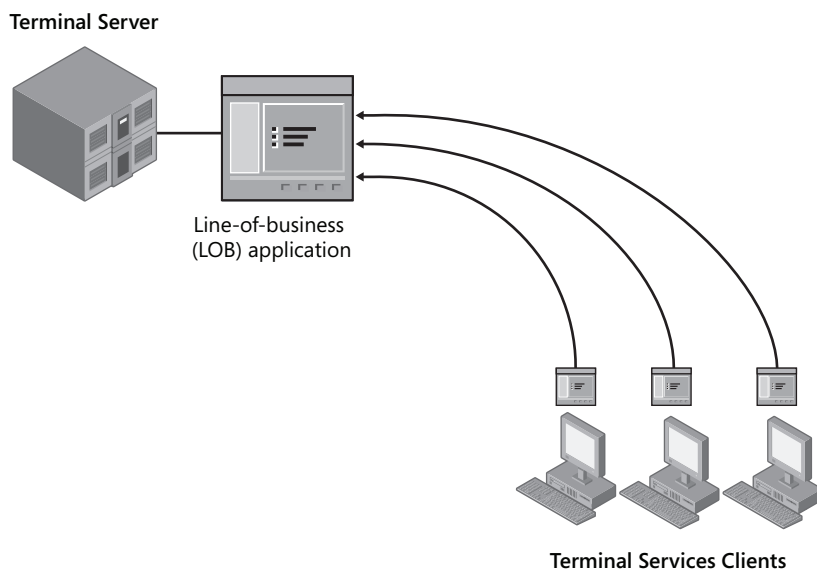 Terminal Server
Line-of-business
(LOB) application
Terminal Services Clients